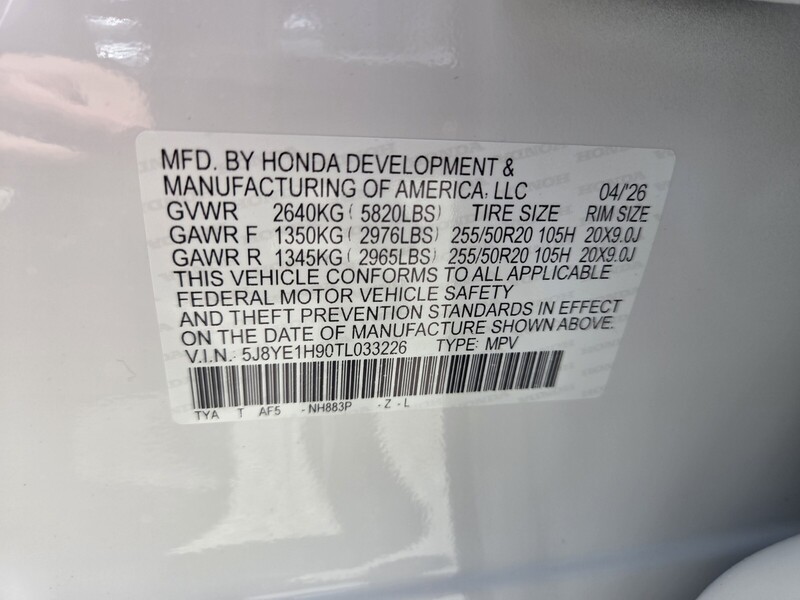 MFD. BY HONDA DEVELOPMENT &
MANUFACTURING OF AMERICA, LLC 04/'26
GVWR 2640KG ( 5820LBS) TIRE SIZE RIM SIZE
GAWR F 1350KG ( 2976LBS) 255/50R20 105H 20X9.0J
GAWR R 1345KG ( 2965LBS) 255/50R20 105H 20X9.0J
THIS VEHICLE CONFORMS TO ALL APPLICABLE
FEDERAL MOTOR VEHICLE SAFETY
AND THEFT PREVENTION STANDARDS IN EFFECT
ON THE DATE OF MANUFACTURE SHOWN ABOVE.
V.I.N.: 5J8YE1H90TL033226 TYPE: MPV
TYA T AF5 -NH883P -Z-L